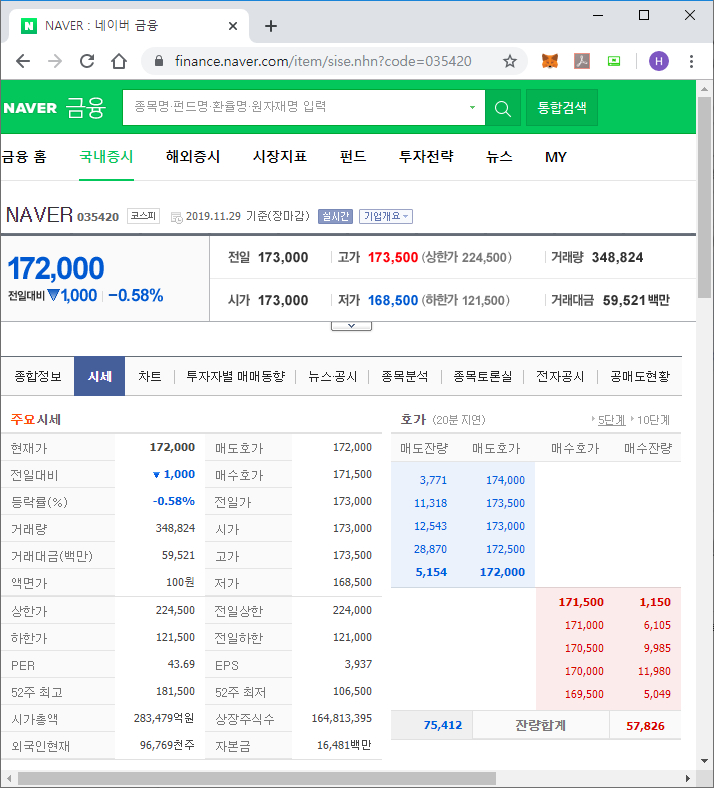 NAVER : 네이버 금융
finance.naver.com/item/sise.nhn?code=035420
H
NAVER 금융 종목명·펀드명·환율명·원자재명 입력 통합검색
금융 홈 국내증시 해외증시 시장지표 펀드 투자전략 뉴스 MY
NAVER 035420 코스피 2019.11.29 기준(장마감) 실시간 기업개요
172,000
전일대비 ▼1,000 -0.58%
전일 173,000 고가 173,500 (상한가 224,500) 거래량 348,824
시가 173,000 저가 168,500 (하한가 121,500) 거래대금 59,521 백만
종합정보 시세 차트 투자자별 매매동향 뉴스·공시 종목분석 종목토론실 전자공시 공매도현황
주요시세
현재가 172,000 매도호가 172,000
전일대비 ▼ 1,000 매수호가 171,500
등락률(%) -0.58% 전일가 173,000
거래량 348,824 시가 173,000
거래대금(백만) 59,521 고가 173,500
액면가 100원 저가 168,500
상한가 224,500 전일상한 224,000
하한가 121,500 전일하한 121,000
PER 43.69 EPS 3,937
52주 최고 181,500 52주 최저 106,500
시가총액 283,479억원 상장주식수 164,813,395
외국인현재 96,769천주 자본금 16,481백만
호가 (20분 지연) 5단계 10단계
매도잔량 매도호가 매수호가 매수잔량
3,771 174,000
11,318 173,500
12,543 173,000
28,870 172,500
5,154 172,000
171,500 1,150
171,000 6,105
170,500 9,985
170,000 11,980
169,500 5,049
75,412 잔량합계 57,826